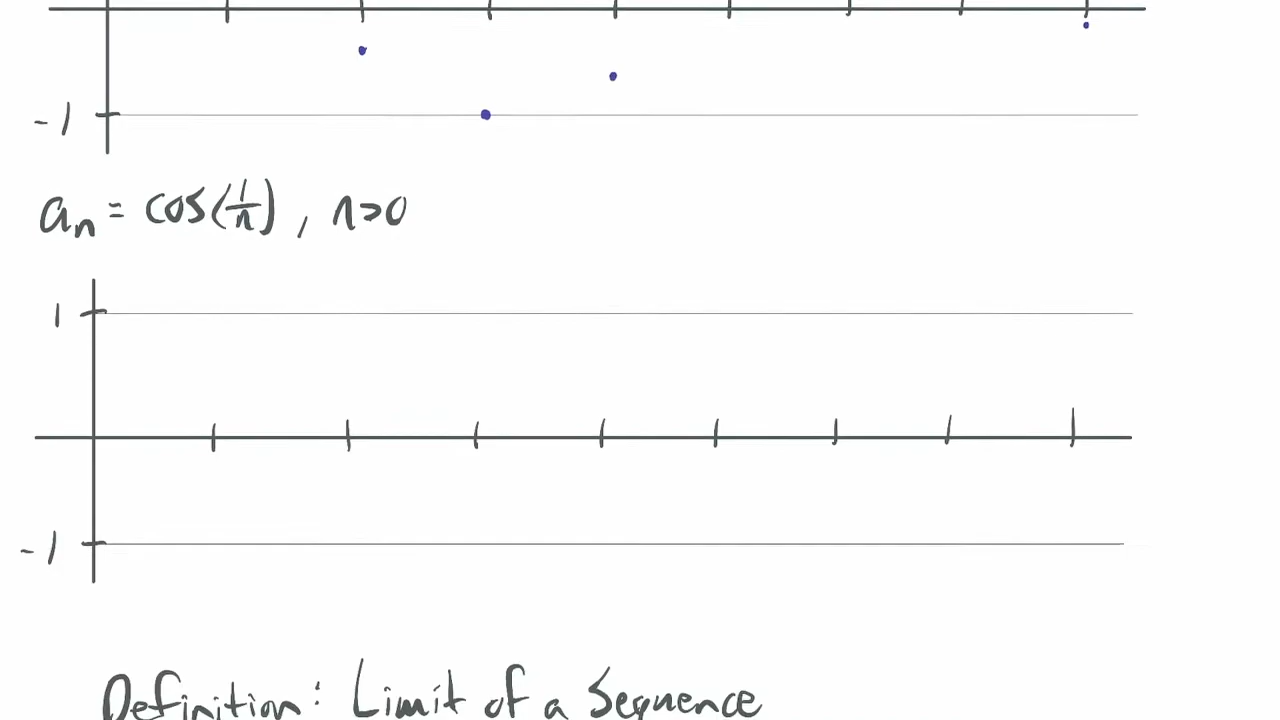 -1
aₙ = cos(1/n), n>0
1
-1
Definition: Limit of a Sequence